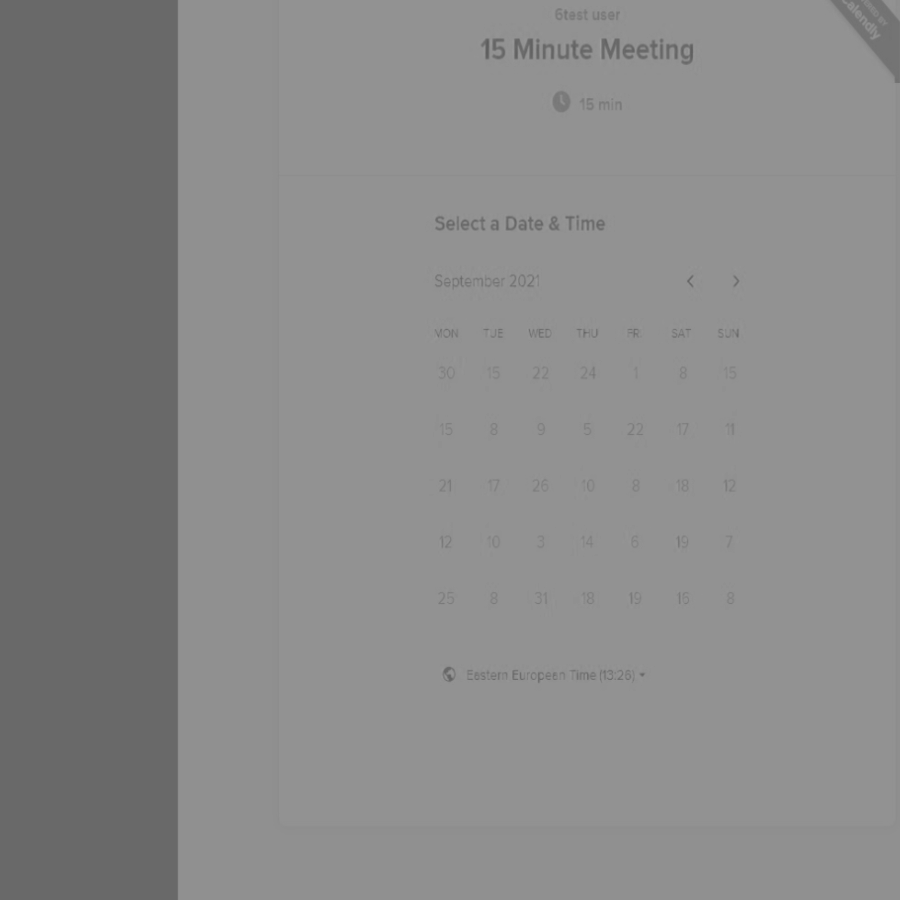 6test user
15 Minute Meeting
15 min
Calendly
Select a Date & Time
September 2021
MON TUE WED THU FRI SAT SUN
30 15 22 24 1 8 15
15 8 9 5 22 17 11
21 17 26 10 8 18 12
12 10 3 14 6 19 7
25 8 31 18 19 15 8
Eastern European Time (13:26)